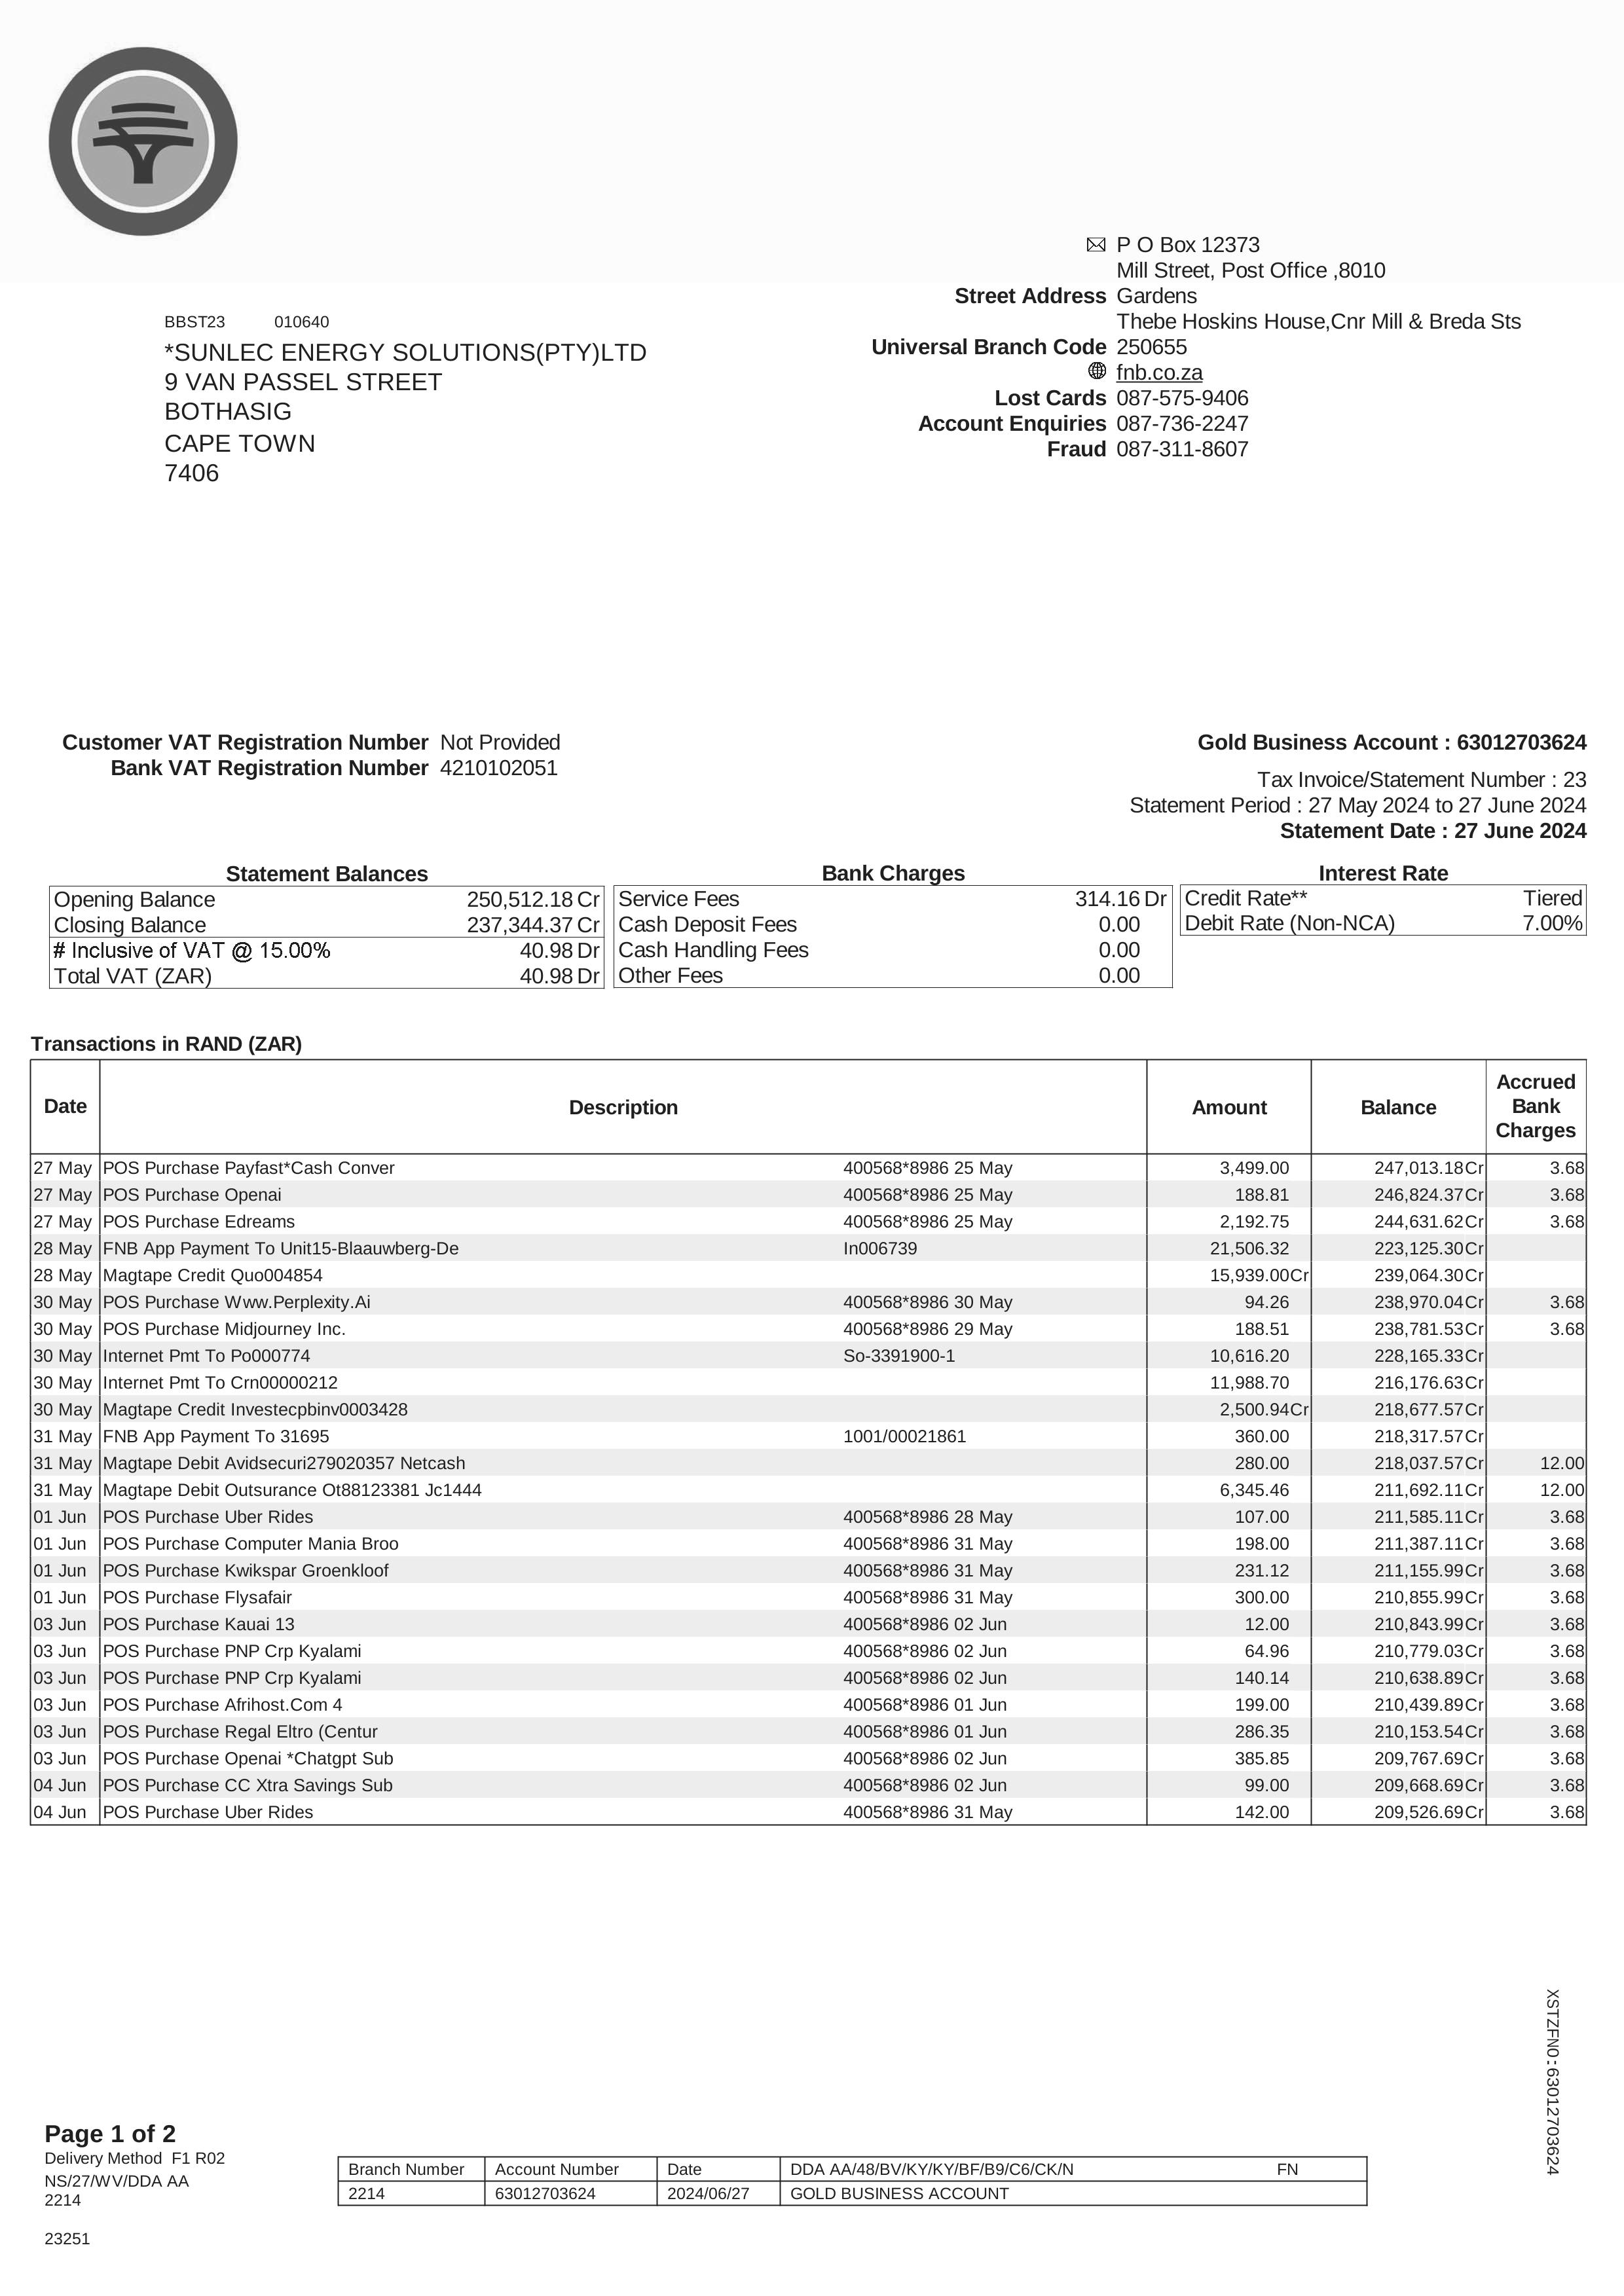 P O Box 12373
Mill Street, Post Office ,8010
Street Address Gardens
Thebe Hoskins House,Cnr Mill & Breda Sts
Universal Branch Code 250655
fnb.co.za
Lost Cards 087-575-9406
Account Enquiries 087-736-2247
Fraud 087-311-8607
BBST23 010640
*SUNLEC ENERGY SOLUTIONS(PTY)LTD
9 VAN PASSEL STREET
BOTHASIG
CAPE TOWN
7406
Customer VAT Registration Number Not Provided
Bank VAT Registration Number 4210102051
Gold Business Account : 63012703624
Tax Invoice/Statement Number : 23
Statement Period : 27 May 2024 to 27 June 2024
Statement Date : 27 June 2024
Statement Balances
Opening Balance 250,512.18 Cr
Closing Balance 237,344.37 Cr
# Inclusive of VAT @ 15.00% 40.98 Dr
Total VAT (ZAR) 40.98 Dr
Bank Charges
Service Fees 314.16 Dr
Cash Deposit Fees 0.00
Cash Handling Fees 0.00
Other Fees 0.00
Interest Rate
Credit Rate** Tiered
Debit Rate (Non-NCA) 7.00%
Transactions in RAND (ZAR)
Date Description Amount Balance Accrued Bank Charges
27 May POS Purchase Payfast*Cash Conver 400568*8986 25 May 3,499.00 247,013.18Cr 3.68
27 May POS Purchase Openai 400568*8986 25 May 188.81 246,824.37Cr 3.68
27 May POS Purchase Edreams 400568*8986 25 May 2,192.75 244,631.62Cr 3.68
28 May FNB App Payment To Unit15-Blaauwberg-De In006739 21,506.32 223,125.30Cr
28 May Magtape Credit Quo004854 15,939.00Cr 239,064.30Cr
30 May POS Purchase Www.Perplexity.Ai 400568*8986 30 May 94.26 238,970.04Cr 3.68
30 May POS Purchase Midjourney Inc. 400568*8986 29 May 188.51 238,781.53Cr 3.68
30 May Internet Pmt To Po000774 So-3391900-1 10,616.20 228,165.33Cr
30 May Internet Pmt To Crn00000212 11,988.70 216,176.63Cr
30 May Magtape Credit Investecpbinv0003428 2,500.94Cr 218,677.57Cr
31 May FNB App Payment To 31695 1001/00021861 360.00 218,317.57Cr
31 May Magtape Debit Avidsecuri279020357 Netcash 280.00 218,037.57Cr 12.00
31 May Magtape Debit Outsurance Ot88123381 Jc1444 6,345.46 211,692.11Cr 12.00
01 Jun POS Purchase Uber Rides 400568*8986 28 May 107.00 211,585.11Cr 3.68
01 Jun POS Purchase Computer Mania Broo 400568*8986 31 May 198.00 211,387.11Cr 3.68
01 Jun POS Purchase Kwikspar Groenkloof 400568*8986 31 May 231.12 211,155.99Cr 3.68
01 Jun POS Purchase Flysafair 400568*8986 31 May 300.00 210,855.99Cr 3.68
03 Jun POS Purchase Kauai 13 400568*8986 02 Jun 12.00 210,843.99Cr 3.68
03 Jun POS Purchase PNP Crp Kyalami 400568*8986 02 Jun 64.96 210,779.03Cr 3.68
03 Jun POS Purchase PNP Crp Kyalami 400568*8986 02 Jun 140.14 210,638.89Cr 3.68
03 Jun POS Purchase Afrihost.Com 4 400568*8986 01 Jun 199.00 210,439.89Cr 3.68
03 Jun POS Purchase Regal Eltro (Centur 400568*8986 01 Jun 286.35 210,153.54Cr 3.68
03 Jun POS Purchase Openai *Chatgpt Sub 400568*8986 02 Jun 385.85 209,767.69Cr 3.68
04 Jun POS Purchase CC Xtra Savings Sub 400568*8986 02 Jun 99.00 209,668.69Cr 3.68
04 Jun POS Purchase Uber Rides 400568*8986 31 May 142.00 209,526.69Cr 3.68
XSTZFN0:63012703624
Page 1 of 2
Delivery Method F1 R02
NS/27/WV/DDA AA
2214
23251
Branch Number Account Number Date DDA AA/48/BV/KY/KY/BF/B9/C6/CK/N FN
2214 63012703624 2024/06/27 GOLD BUSINESS ACCOUNT